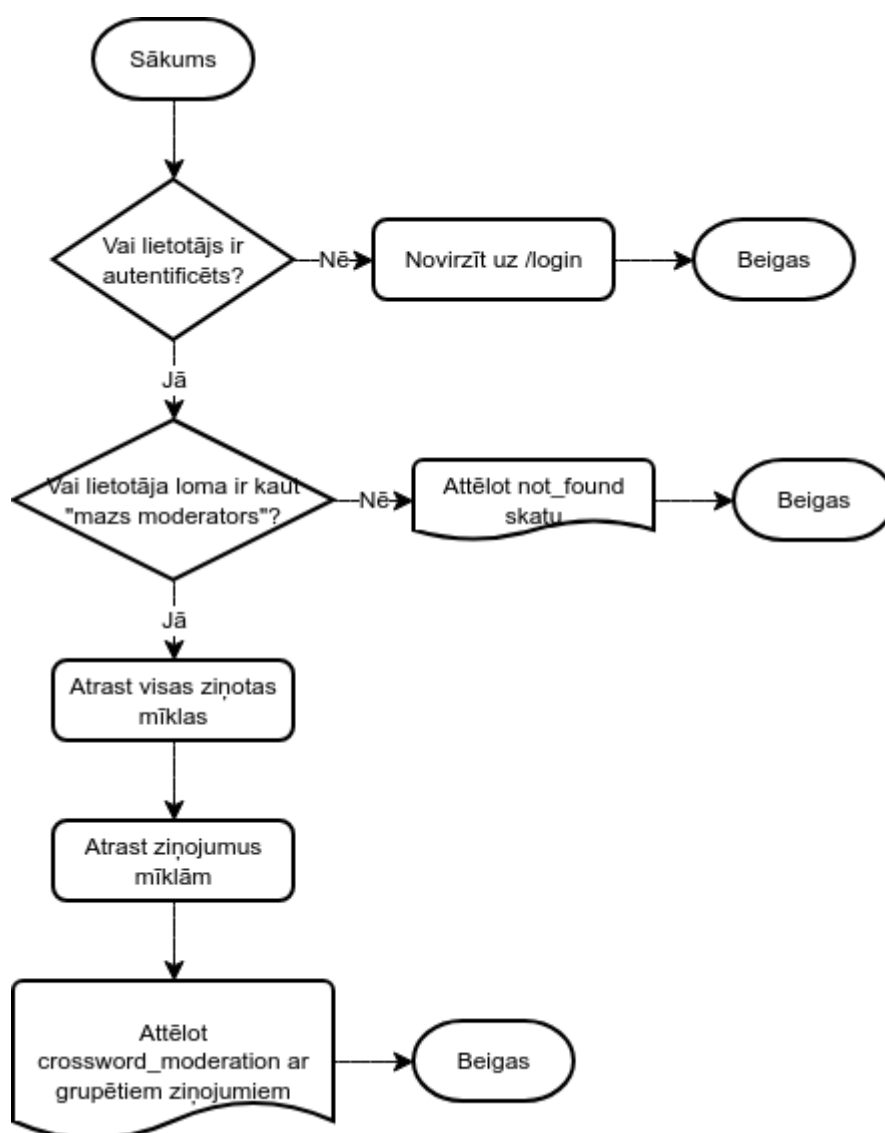 Sākums
Vai lietotājs ir
autentificēts?
Nē
Novirzīt uz /login
Beigas
Jā
Vai lietotāja loma ir kaut
"mazs moderators"?
Nē
Attēlot not_found
skatu
Beigas
Jā
Atrast visas ziņotas
mīklas
Atrast ziņojumus
mīklām
Attēlot
crossword_moderation ar
grupētiem ziņojumiem
Beigas